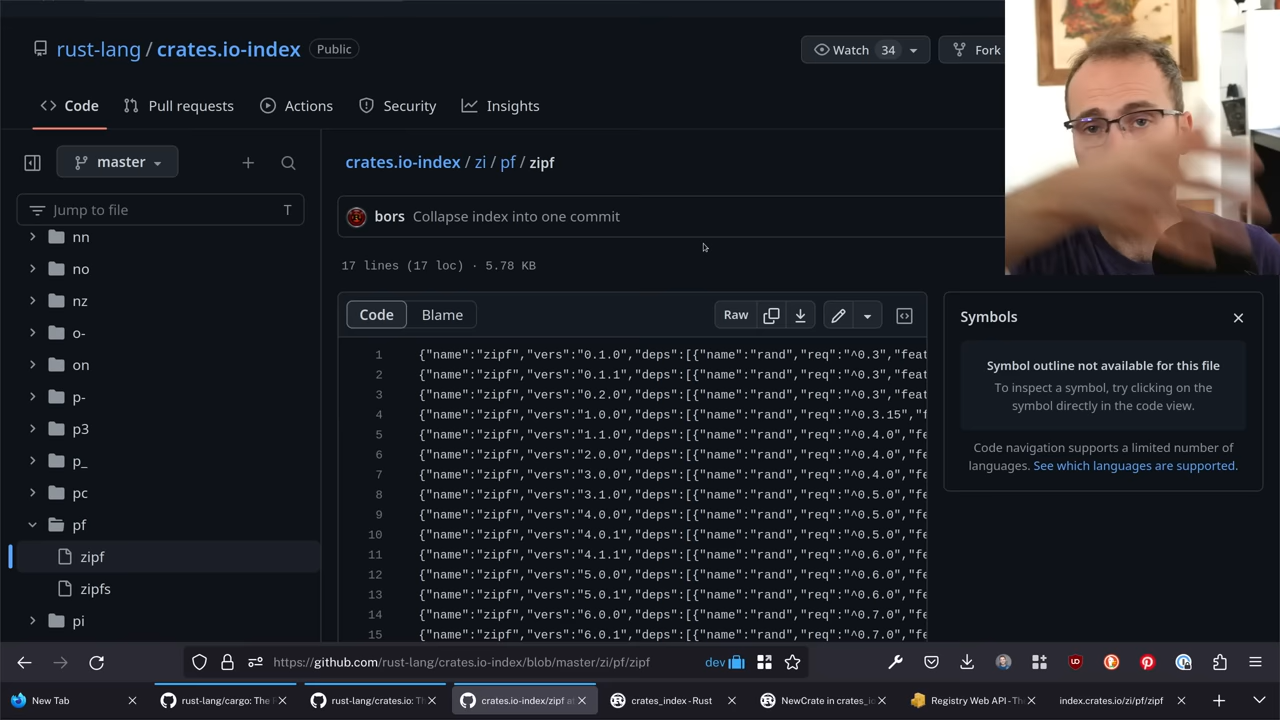 rust-lang / crates.io-index Public
Watch 34
Fork
Code
Pull requests
Actions
Security
Insights
master
Jump to file T
nn
no
nz
o-
on
p-
p3
p_
pc
pf
zipf
zipfs
pi
crates.io-index / zi / pf / zipf
bors Collapse index into one commit
17 lines (17 loc) · 5.78 KB
Code Blame Raw
1 {"name":"zipf","vers":"0.1.0","deps":[{"name":"rand","req":"^0.3","feat
2 {"name":"zipf","vers":"0.1.1","deps":[{"name":"rand","req":"^0.3","feat
3 {"name":"zipf","vers":"0.2.0","deps":[{"name":"rand","req":"^0.3","feat
4 {"name":"zipf","vers":"1.0.0","deps":[{"name":"rand","req":"^0.3.15","f
5 {"name":"zipf","vers":"1.1.0","deps":[{"name":"rand","req":"^0.4.0","fe
6 {"name":"zipf","vers":"2.0.0","deps":[{"name":"rand","req":"^0.4.0","fe
7 {"name":"zipf","vers":"3.0.0","deps":[{"name":"rand","req":"^0.4.0","fe
8 {"name":"zipf","vers":"3.1.0","deps":[{"name":"rand","req":"^0.5.0","fe
9 {"name":"zipf","vers":"4.0.0","deps":[{"name":"rand","req":"^0.5.0","fe
10 {"name":"zipf","vers":"4.0.1","deps":[{"name":"rand","req":"^0.5.0","fe
11 {"name":"zipf","vers":"4.1.1","deps":[{"name":"rand","req":"^0.6.0","fe
12 {"name":"zipf","vers":"5.0.0","deps":[{"name":"rand","req":"^0.6.0","fe
13 {"name":"zipf","vers":"5.0.1","deps":[{"name":"rand","req":"^0.6.0","fe
14 {"name":"zipf","vers":"6.0.0","deps":[{"name":"rand","req":"^0.7.0","fe
15 {"name":"zipf","vers":"6.0.1","deps":[{"name":"rand","req":"^0.7.0","fe
Symbols
Symbol outline not available for this file
To inspect a symbol, try clicking on the
symbol directly in the code view.
Code navigation supports a limited number of
languages. See which languages are supported.
https://github.com/rust-lang/crates.io-index/blob/master/zi/pf/zipf dev
New Tab
rust-lang/cargo: The
rust-lang/crates.io: T
crates.io-index/zipf a
crates_index - Rust
NewCrate in crates_io
Registry Web API - The
index.crates.io/zi/pf/zipf